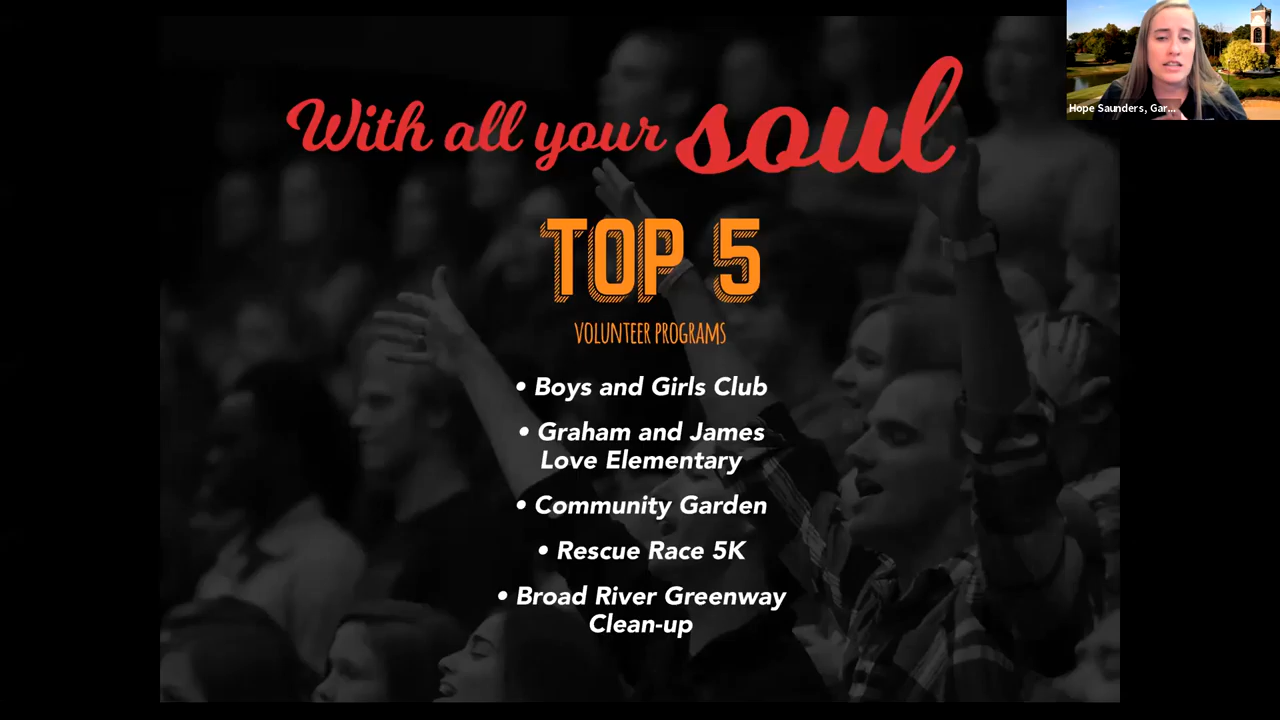 With all your soul
TOP 5
VOLUNTEER PROGRAMS
• Boys and Girls Club
• Graham and James
Love Elementary
• Community Garden
• Rescue Race 5K
• Broad River Greenway
Clean-up
Hope Saunders, Gar...